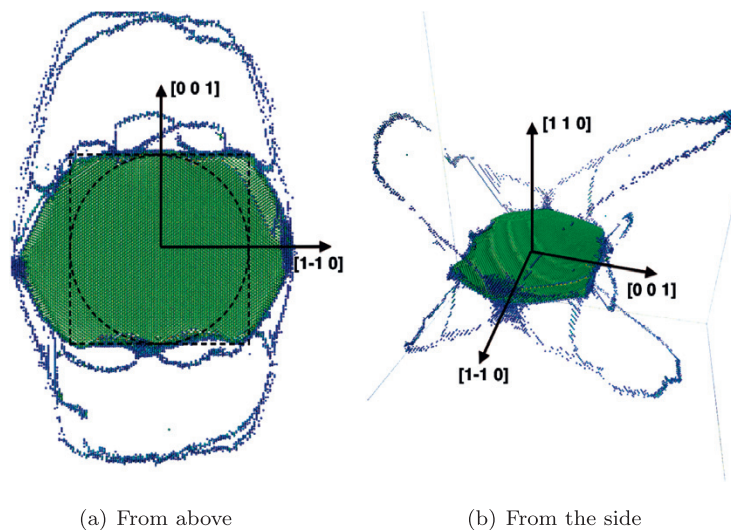 [0 0 1]
[1-1 0]
[1 1 0]
[0 0 1]
[1-1 0]
(a) From above
(b) From the side